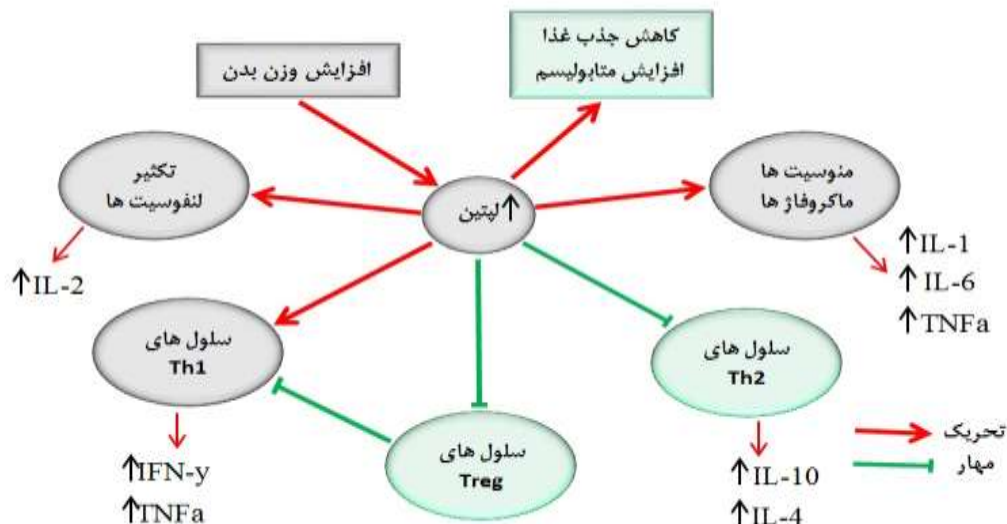 افزایش وزن بدن
کاهش جذب غذا
افزایش متابولیسم
تکثیر
لنفوسیت ها
↑IL-2
↑لپتین
منوسیت ها
ماکروفاژ ها
↑IL-1
↑IL-6
↑TNFa
سلول های
Th1
↑IFN-y
↑TNFa
سلول های
Treg
سلول های
Th2
↑IL-10
↑IL-4
تحریک
مهار